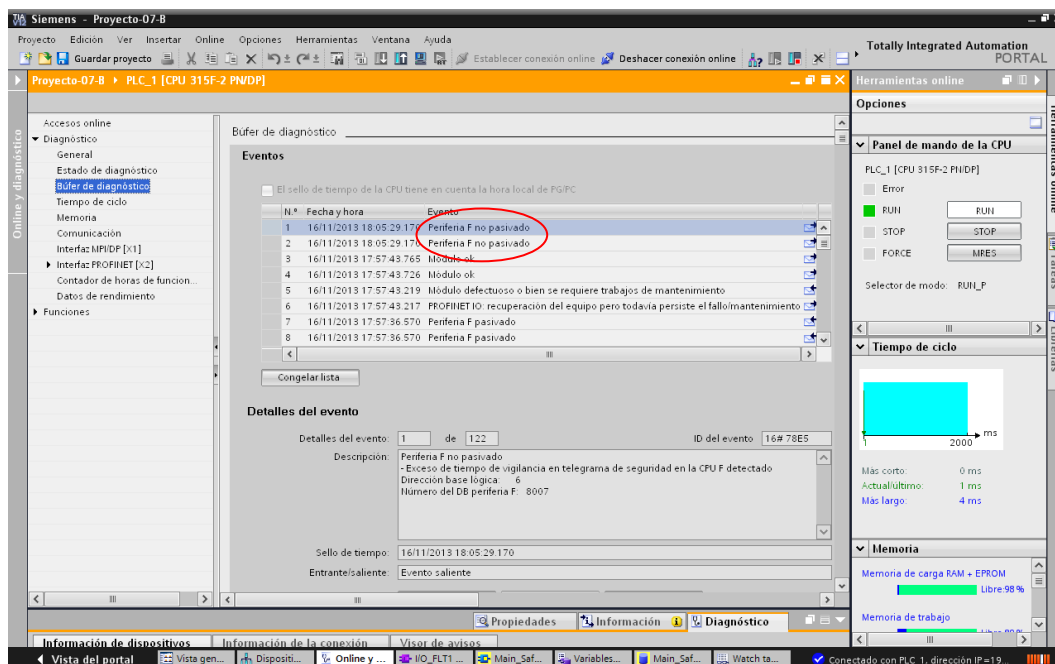 Siemens - Proyecto-07-B
Proyecto Edición Ver Insertar Online Opciones Herramientas Ventana Ayuda
Totally Integrated Automation
PORTAL
Guardar proyecto
Establecer conexión online
Deshacer conexión online
Proyecto-07-B PLC_1 [CPU 315F-2 PN/DP]
Herramientas online
Opciones
Online y diagnóstico
Accesos online
Diagnóstico
General
Estado de diagnóstico
Búfer de diagnóstico
Tiempo de ciclo
Memoria
Comunicación
Interfaz MPI/DP [X1]
Interfaz PROFINET [X2]
Contador de horas de funcion...
Datos de rendimiento
Funciones
Búfer de diagnóstico
Eventos
El sello de tiempo de la CPU tiene en cuenta la hora local de PG/PC
N.º Fecha y hora Evento
1 16/11/2013 18:05:29.170 Periferia F no pasivado
2 16/11/2013 18:05:29.170 Periferia F no pasivado
3 16/11/2013 17:57:43.765 Módulo ok
4 16/11/2013 17:57:43.726 Módulo ok
5 16/11/2013 17:57:43.219 Módulo defectuoso o bien se requiere trabajos de mantenimiento
6 16/11/2013 17:57:43.217 PROFINET IO: recuperación del equipo pero todavía persiste el fallo/mantenimiento
7 16/11/2013 17:57:36.570 Periferia F pasivado
8 16/11/2013 17:57:36.570 Periferia F pasivado
Congelar lista
Detalles del evento
Detalles del evento: 1 de 122 ID del evento 16# 78E5
Descripción: Periferia F no pasivado
- Exceso de tiempo de vigilancia en telegrama de seguridad en la CPU F detectado
Dirección base lógica: 6
Número del DB periferia F: 8007
Sello de tiempo: 16/11/2013 18:05:29.170
Entrante/saliente: Evento saliente
Panel de mando de la CPU
PLC_1 [CPU 315F-2 PN/DP]
Error
RUN RUN
STOP STOP
FORCE MRES
Selector de modo: RUN_P
Tiempo de ciclo
1 2000 ms
Más corto: 0 ms
Actual/último: 1 ms
Más largo: 4 ms
Memoria
Memoria de carga RAM + EPROM
Libre:98 %
Memoria de trabajo
Herramientas online
Tareas
Librerías
Propiedades Información Diagnóstico
Información de dispositivos Información de la conexión Visor de avisos
Vista del portal Vista gen... Dispositi... Online y ... I/O_FLT1 ... Main_Saf... Variables... Main_Saf... Watch ta... Conectado con PLC_1, dirección IP=19...